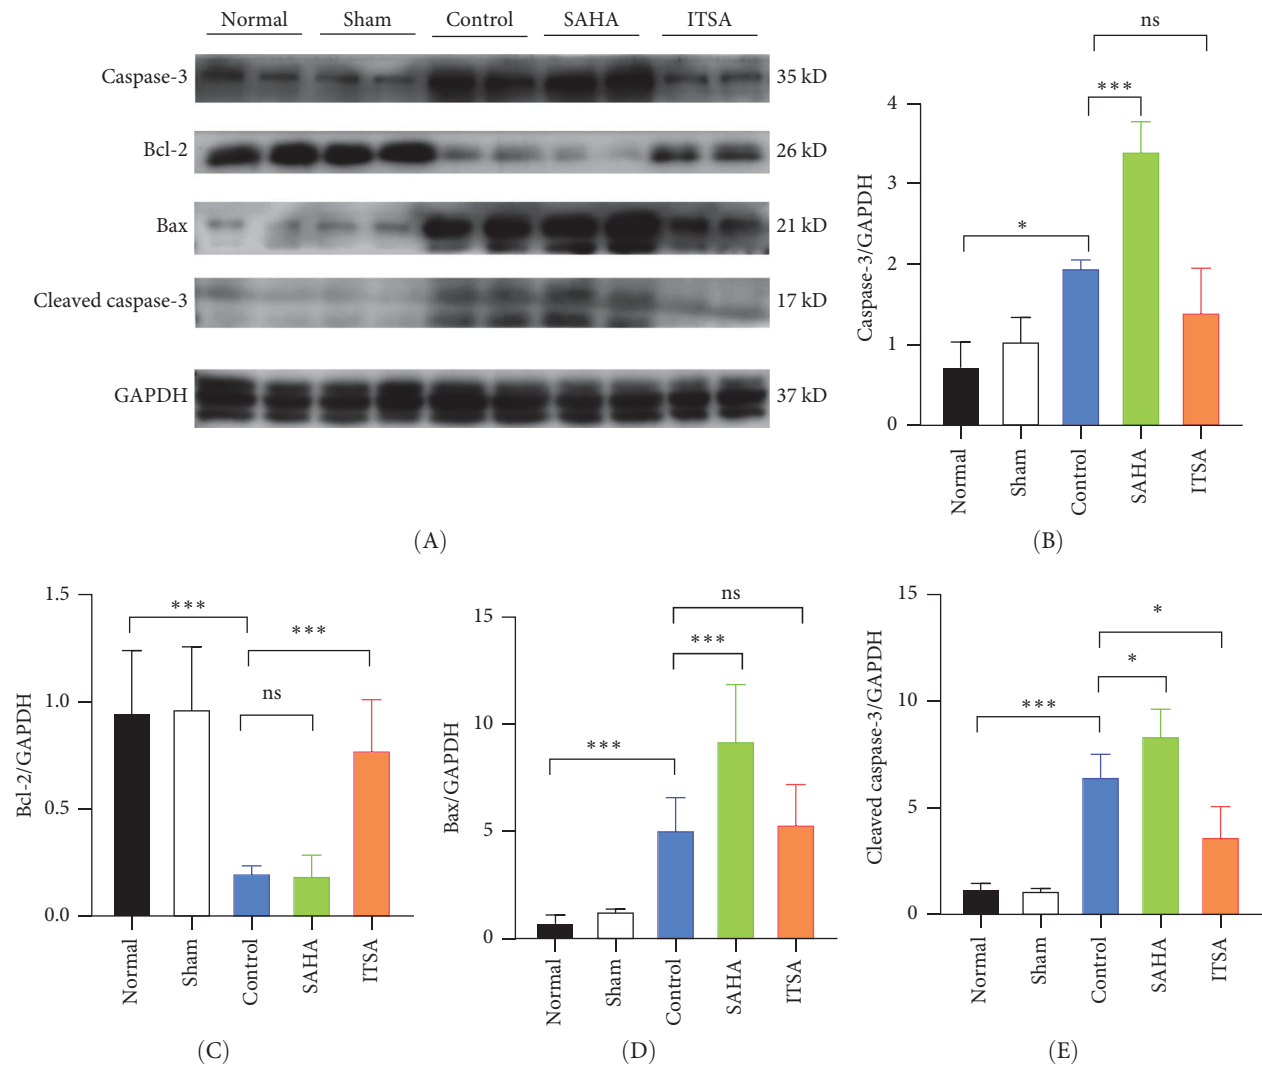 Normal Sham Control SAHA ITSA
Caspase-3 35 kD
Bcl-2 26 kD
Bax 21 kD
Cleaved caspase-3 17 kD
GAPDH 37 kD
(A)
ns
***
*
Caspase-3/GAPDH
4
3
2
1
0
Normal Sham Control SAHA ITSA
(B)
***
***
ns
Bcl-2/GAPDH
1.5
1.0
0.5
0.0
Normal Sham Control SAHA ITSA
(C)
ns
***
***
Bax/GAPDH
15
10
5
0
Normal Sham Control SAHA ITSA
(D)
*
*
***
Cleaved caspase-3/GAPDH
15
10
5
0
Normal Sham Control SAHA ITSA
(E)